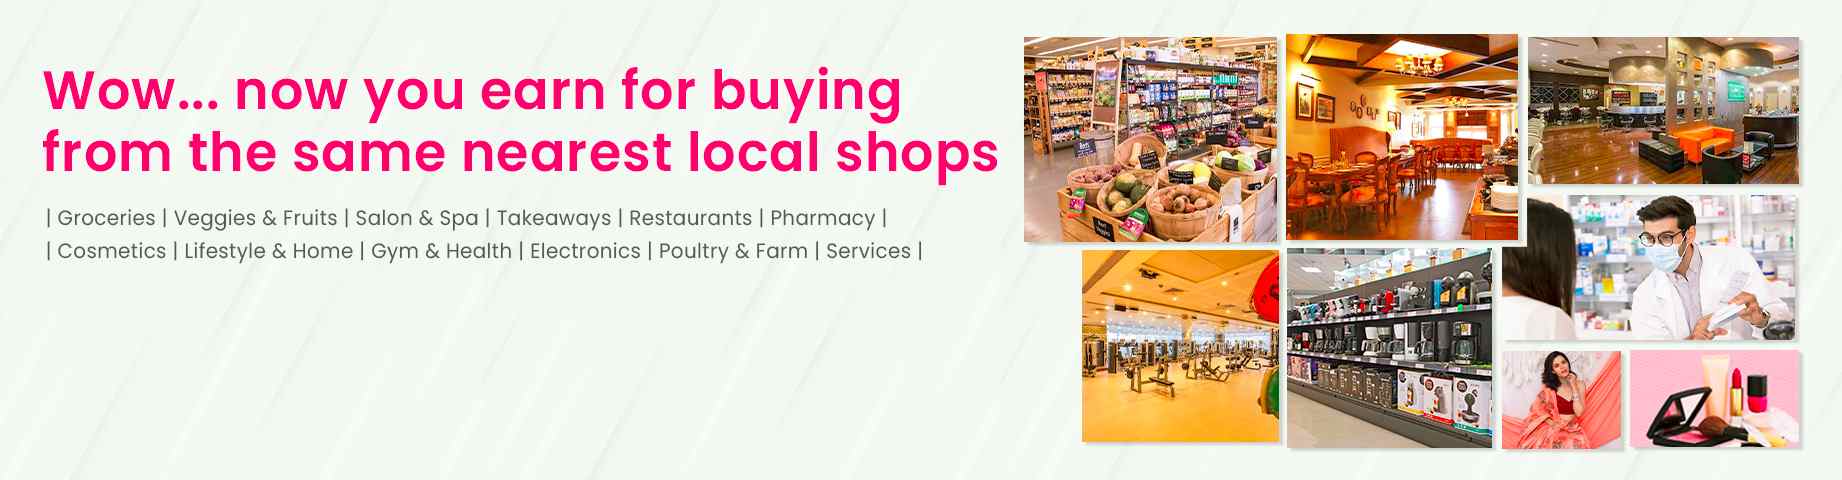 Wow... now you earn for buying
from the same nearest local shops
| Groceries | Veggies & Fruits | Salon & Spa | Takeaways | Restaurants | Pharmacy |
| Cosmetics | Lifestyle & Home | Gym & Health | Electronics | Poultry & Farm | Services |